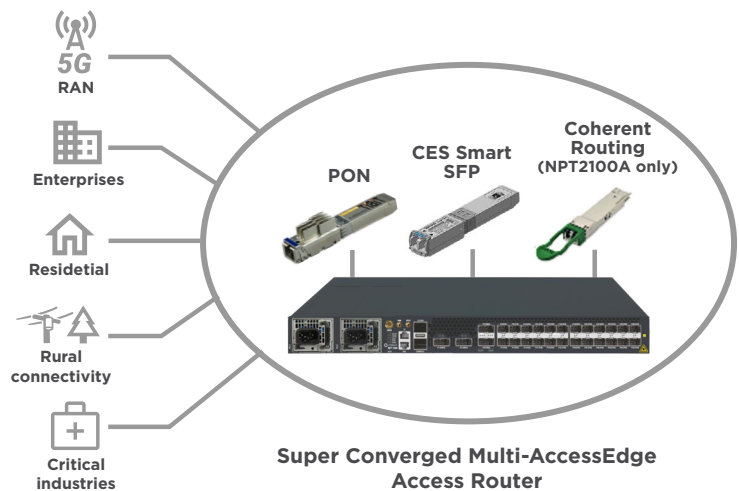 5G
RAN
Enterprises
Residetial
Rural
connectivity
Critical
industries
PON
CES Smart
SFP
Coherent
Routing
(NPT2100A only)
Super Converged Multi-AccessEdge
Access Router